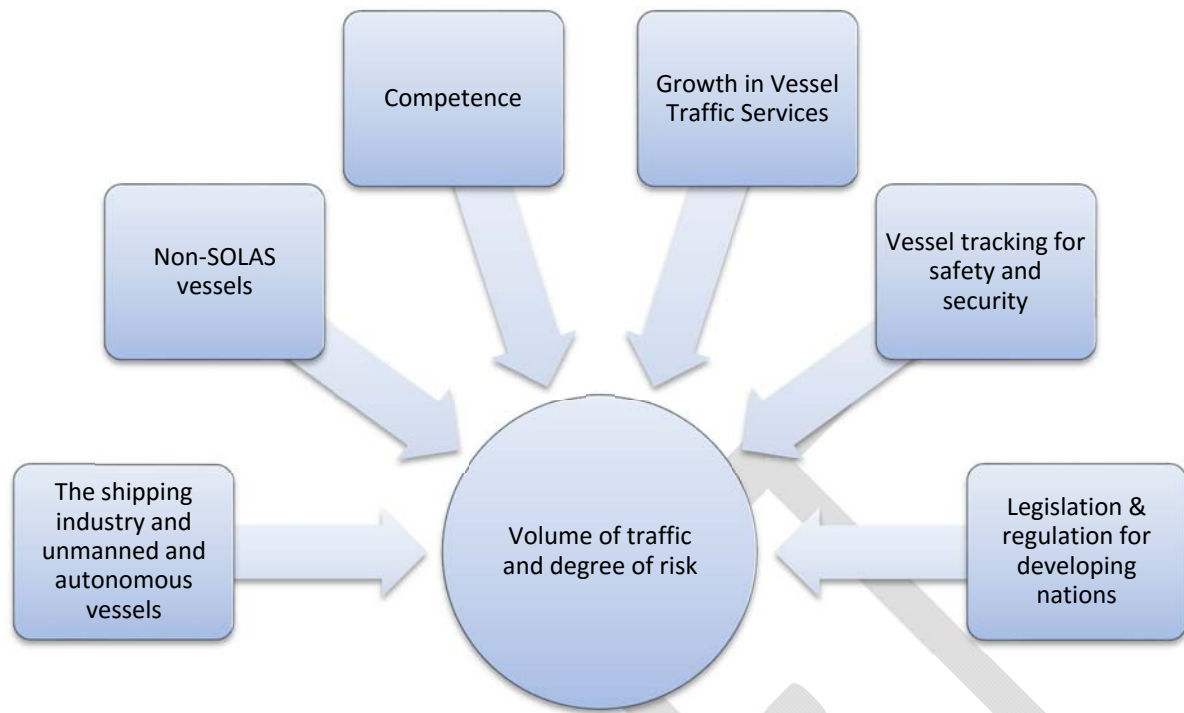 Competence
Growth in Vessel
Traffic Services
Non-SOLAS
vessels
Vessel tracking for
safety and
security
The shipping
industry and
unmanned and
autonomous
vessels
Volume of traffic
and degree of risk
Legislation &
regulation for
developing
nations